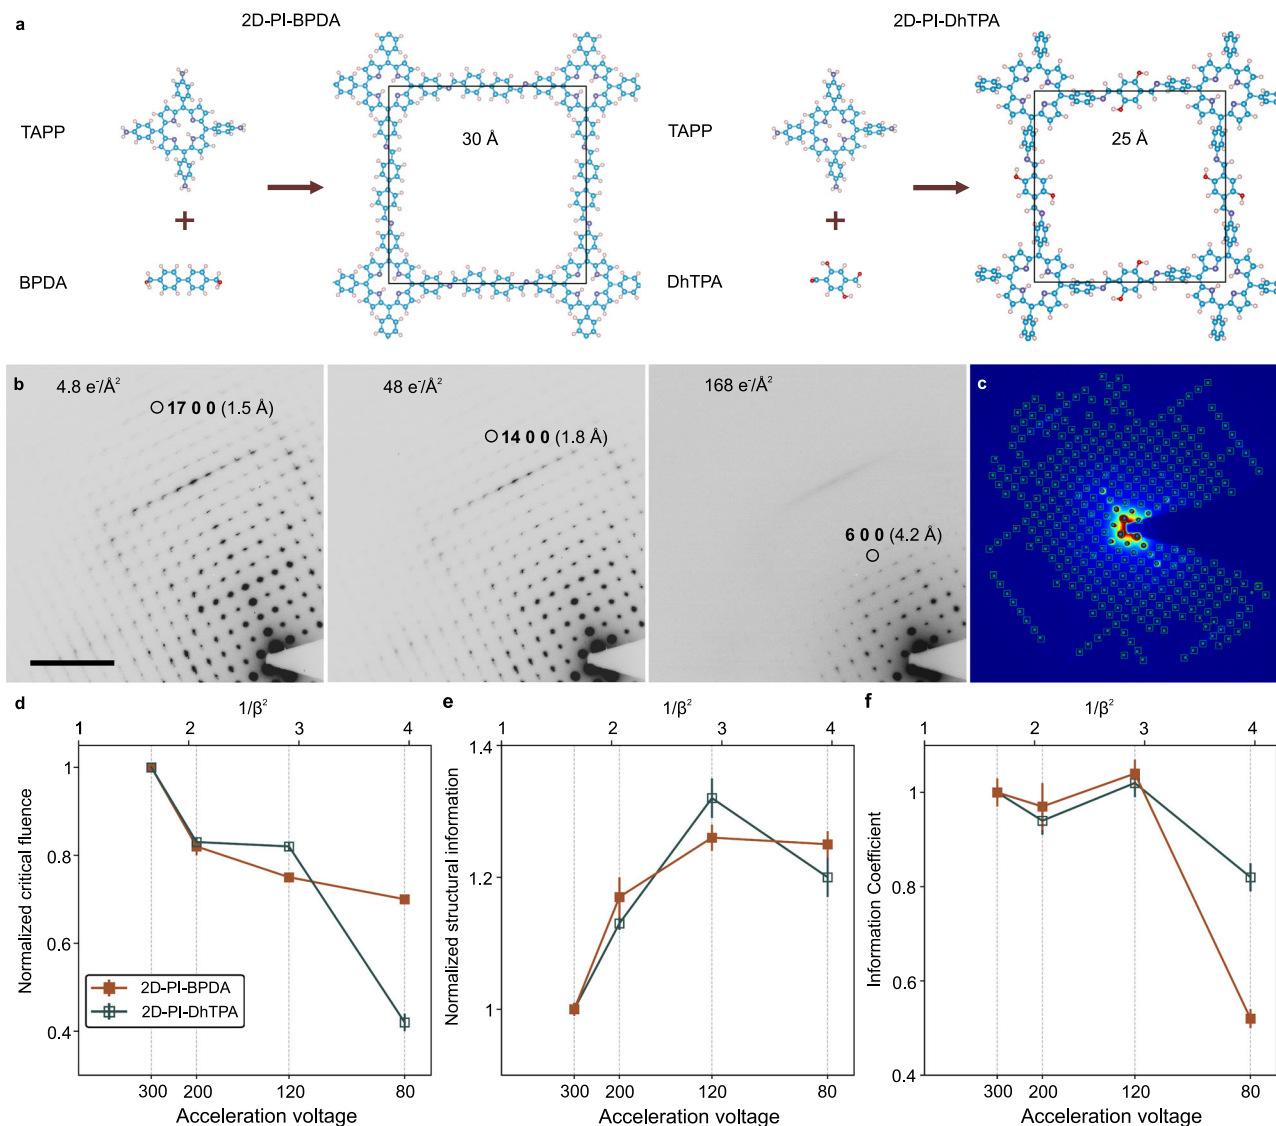 a
2D-PI-BPDA
2D-PI-DhTPA
TAPP
30 Å
TAPP
25 Å
+
+
BPDA
DhTPA
b
4.8 e⁻/Å²
17 0 0 (1.5 Å)
48 e⁻/Å²
14 0 0 (1.8 Å)
168 e⁻/Å²
6 0 0 (4.2 Å)
c
d
1/β²
1 2 3 4
Normalized critical fluence
1
0.8
0.6
0.4
2D-PI-BPDA
2D-PI-DhTPA
300 200 120 80
Acceleration voltage
e
1/β²
1 2 3 4
Normalized structural information
1.4
1.2
1
300 200 120 80
Acceleration voltage
f
1/β²
1 2 3 4
Information Coefficient
1
0.8
0.6
0.4
300 200 120 80
Acceleration voltage